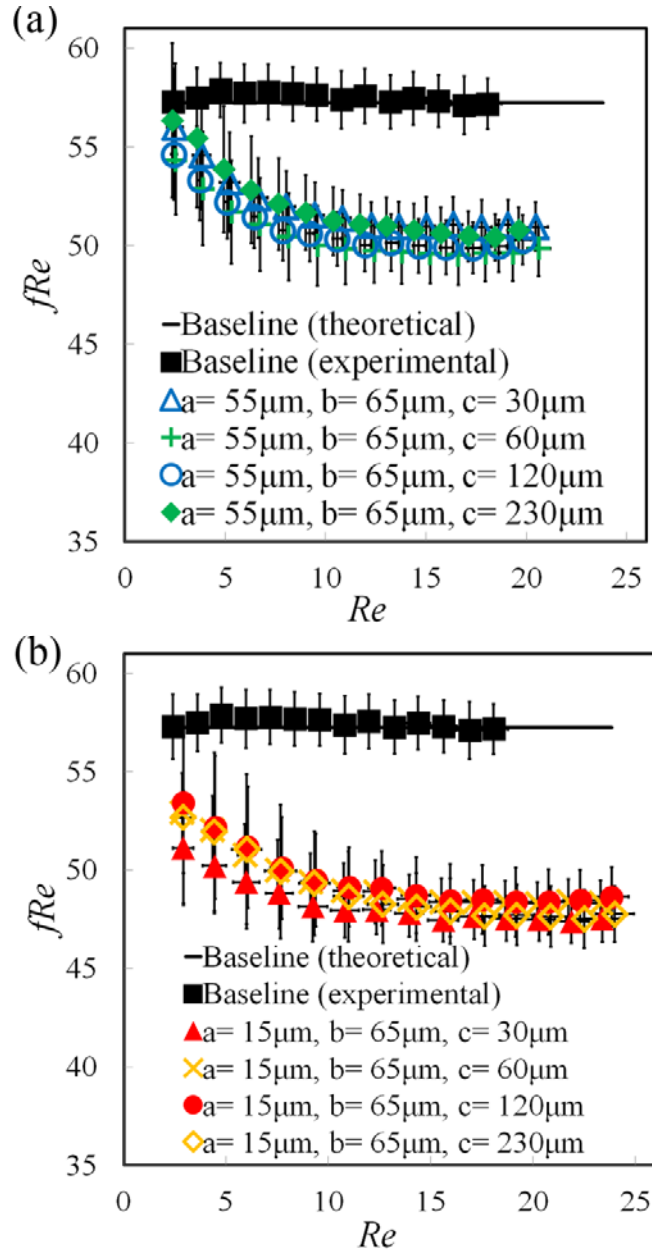 (a)
60
55
50
45
40
35
fRe
Baseline (theoretical)
Baseline (experimental)
a= 55μm, b= 65μm, c= 30μm
a= 55μm, b= 65μm, c= 60μm
a= 55μm, b= 65μm, c= 120μm
a= 55μm, b= 65μm, c= 230μm
0 5 10 15 20 25
Re
(b)
60
55
50
45
40
35
fRe
Baseline (theoretical)
Baseline (experimental)
a= 15μm, b= 65μm, c= 30μm
a= 15μm, b= 65μm, c= 60μm
a= 15μm, b= 65μm, c= 120μm
a= 15μm, b= 65μm, c= 230μm
0 5 10 15 20 25
Re